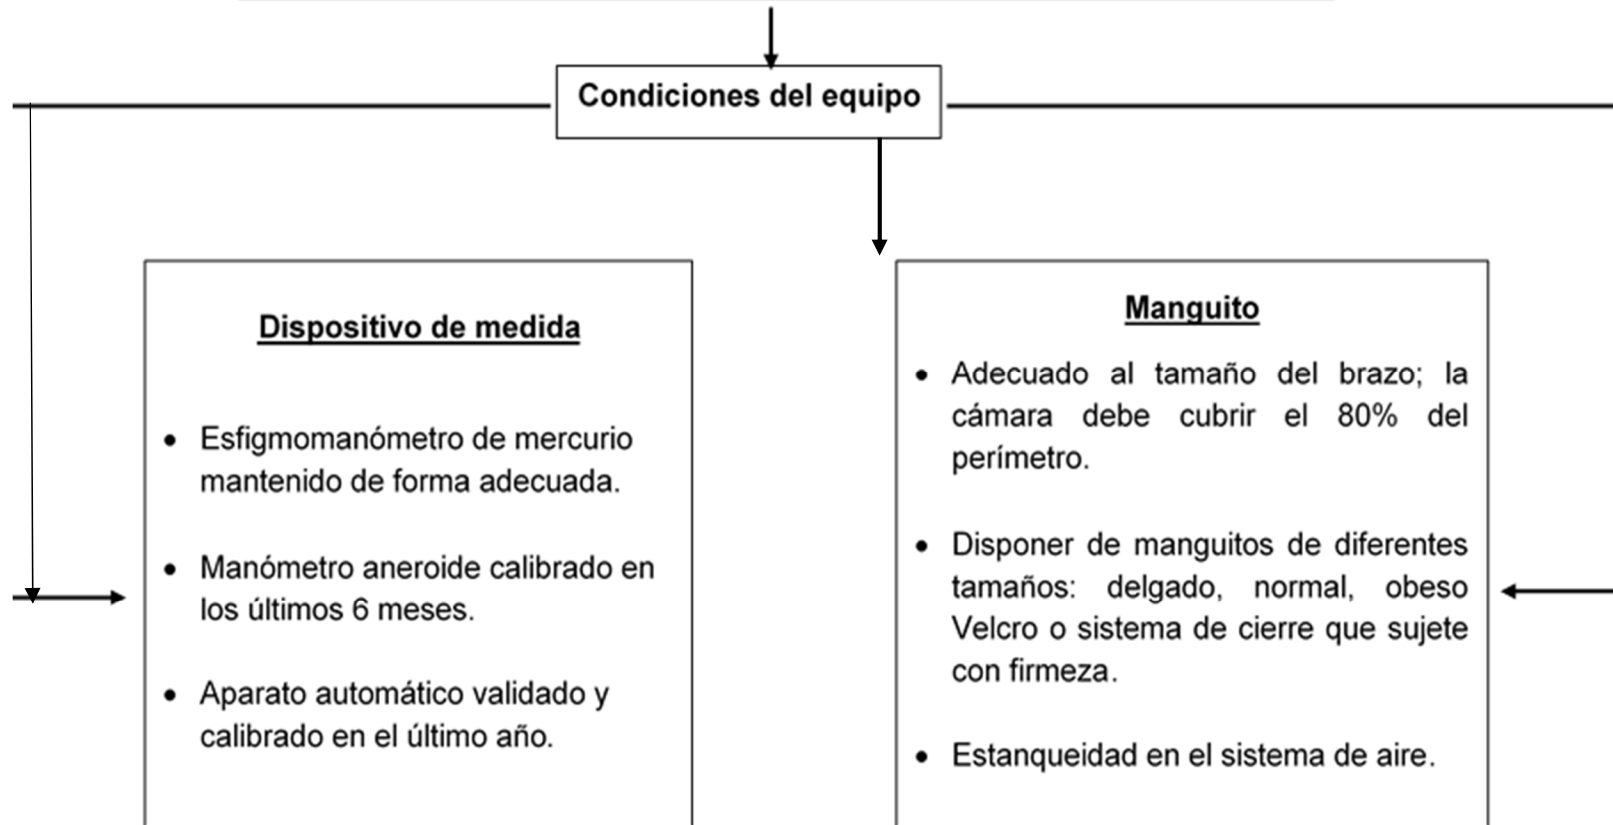 Condiciones del equipo
Dispositivo de medida
• Esfigmomanómetro de mercurio
mantenido de forma adecuada.
• Manómetro aneroide calibrado en
los últimos 6 meses.
• Aparato automático validado y
calibrado en el último año.
Manguito
• Adecuado al tamaño del brazo; la
cámara debe cubrir el 80% del
perímetro.
• Disponer de manguitos de diferentes
tamaños: delgado, normal, obeso
Velcro o sistema de cierre que sujete
con firmeza.
• Estanqueidad en el sistema de aire.